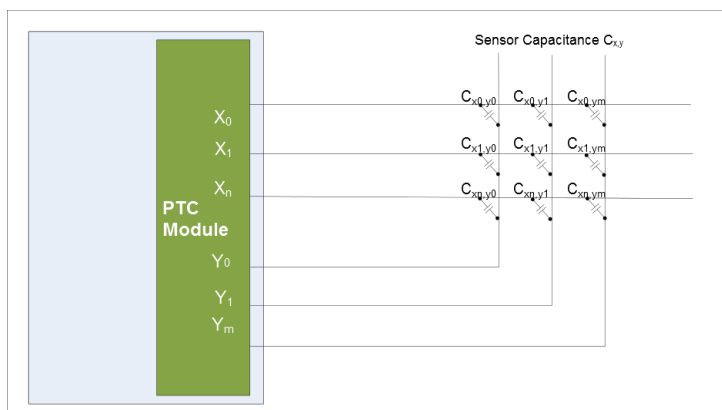 Sensor Capacitance Cx,y
Cx0,y0 Cx0,y1 Cx0,ym
X0
Cx1,y0 Cx1,y1 Cx1,ym
X1
Xn
Cxn,y0 Cxn,y1 Cxn,ym
PTC
Module
Y0
Y1
Ym